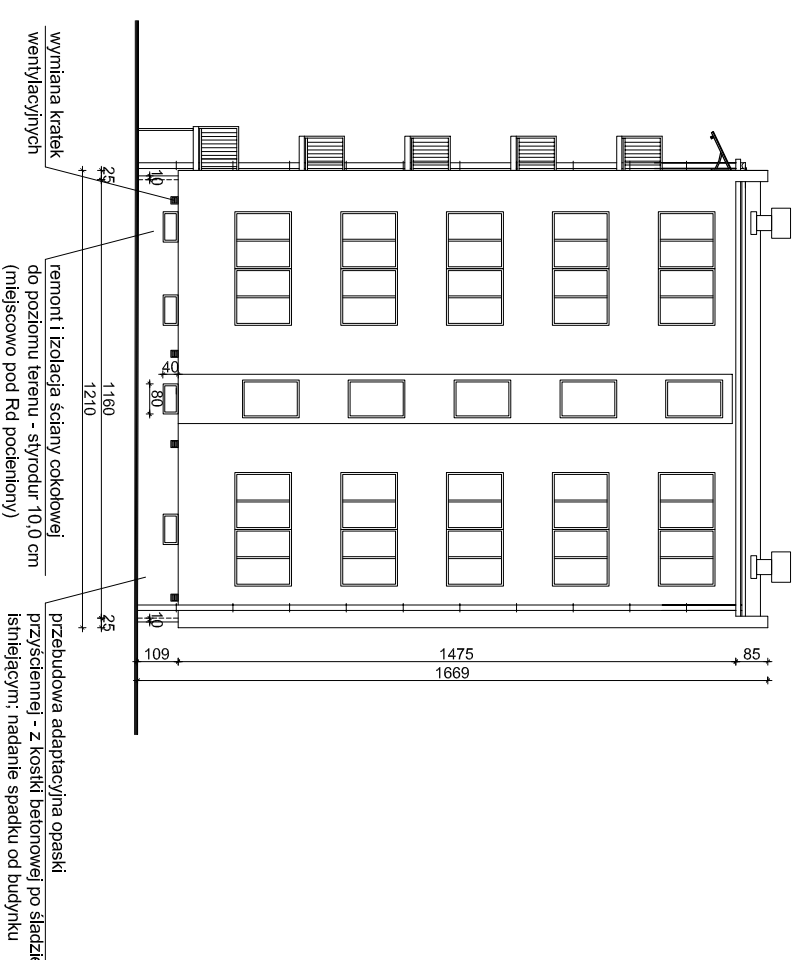 wymiana kratek
wentylacyjnych
remont i izolacja ściany cokołowej
do poziomu terenu - styrodur 10,0 cm
(miejscowo pod Rd pocieniony)
przebudowa adaptacyjna opaski
przyściennej - z kostki betonowej po śladzie
istniejącym; nadanie spadku od budynku
25
10
40
80
1160
1210
25
10
109
1475
85
1669